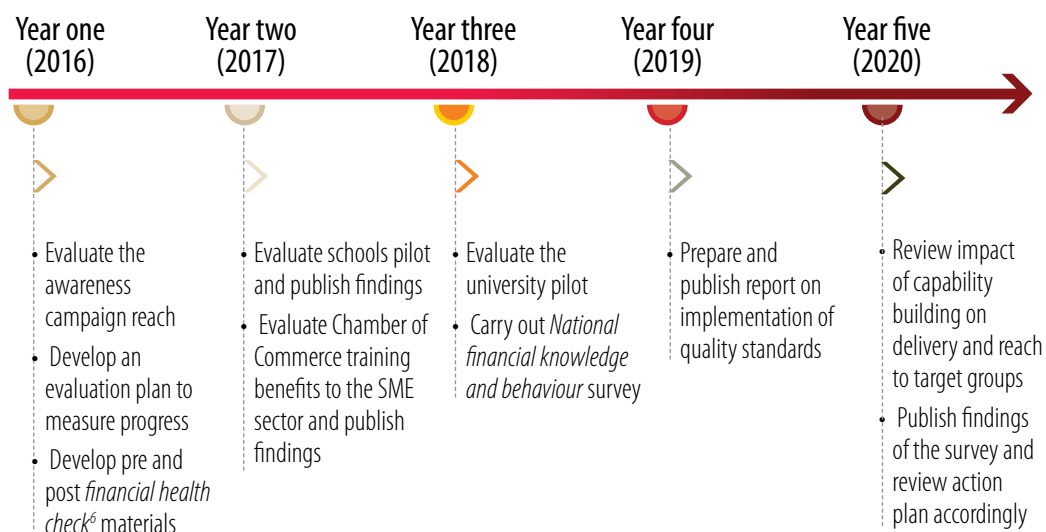 Year one
(2016)
Year two
(2017)
Year three
(2018)
Year four
(2019)
Year five
(2020)
• Evaluate the
awareness
campaign reach
• Develop an
evaluation plan to
measure progress
• Develop pre and
post financial health
check6 materials
• Evaluate schools pilot
and publish findings
• Evaluate Chamber of
Commerce training
benefits to the SME
sector and publish
findings
• Evaluate the
university pilot
• Carry out National
financial knowledge
and behaviour survey
• Prepare and
publish report on
implementation of
quality standards
• Review impact
of capability
building on
delivery and reach
to target groups
• Publish findings
of the survey and
review action
plan accordingly